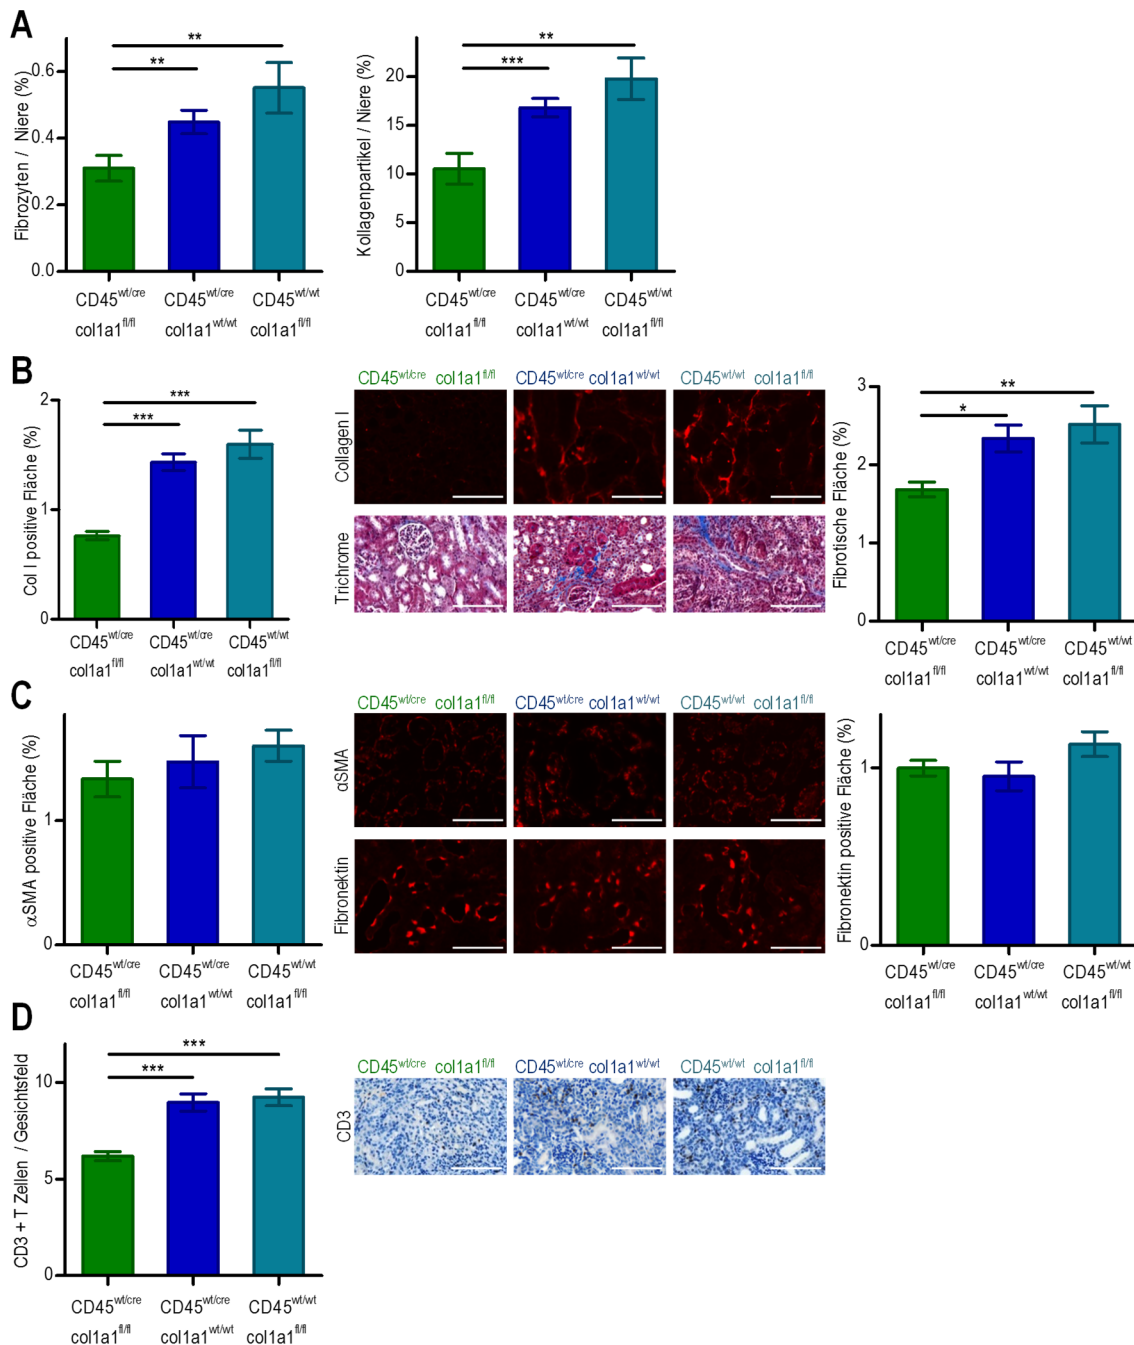 A
Fibrozyten / Niere (%)
0.6
0.4
0.2
0.0
**
**
CD45wt/cre CD45wt/cre CD45wt/wt
col1a1fl/fl col1a1wt/wt col1a1fl/fl
Kollagenpartikel / Niere (%)
20
15
10
5
0
**
***
CD45wt/cre CD45wt/cre CD45wt/wt
col1a1fl/fl col1a1wt/wt col1a1fl/fl
B
Col I positive Fläche (%)
2
1
0
***
***
CD45wt/cre CD45wt/cre CD45wt/wt
col1a1fl/fl col1a1wt/wt col1a1fl/fl
CD45wt/cre col1a1fl/fl CD45wt/cre col1a1wt/wt CD45wt/wt col1a1fl/fl
Collagen I
Trichrome
Fibrotische Fläche (%)
3
2
1
0
**
*
CD45wt/cre CD45wt/cre CD45wt/wt
col1a1fl/fl col1a1wt/wt col1a1fl/fl
C
αSMA positive Fläche (%)
1
0
CD45wt/cre CD45wt/cre CD45wt/wt
col1a1fl/fl col1a1wt/wt col1a1fl/fl
CD45wt/cre col1a1fl/fl CD45wt/cre col1a1wt/wt CD45wt/wt col1a1fl/fl
αSMA
Fibronektin
Fibronektin positive Fläche (%)
1
0
CD45wt/cre CD45wt/cre CD45wt/wt
col1a1fl/fl col1a1wt/wt col1a1fl/fl
D
CD3 + T Zellen / Gesichtsfeld
10
5
0
***
***
CD45wt/cre CD45wt/cre CD45wt/wt
col1a1fl/fl col1a1wt/wt col1a1fl/fl
CD45wt/cre col1a1fl/fl CD45wt/cre col1a1wt/wt CD45wt/wt col1a1fl/fl
CD3